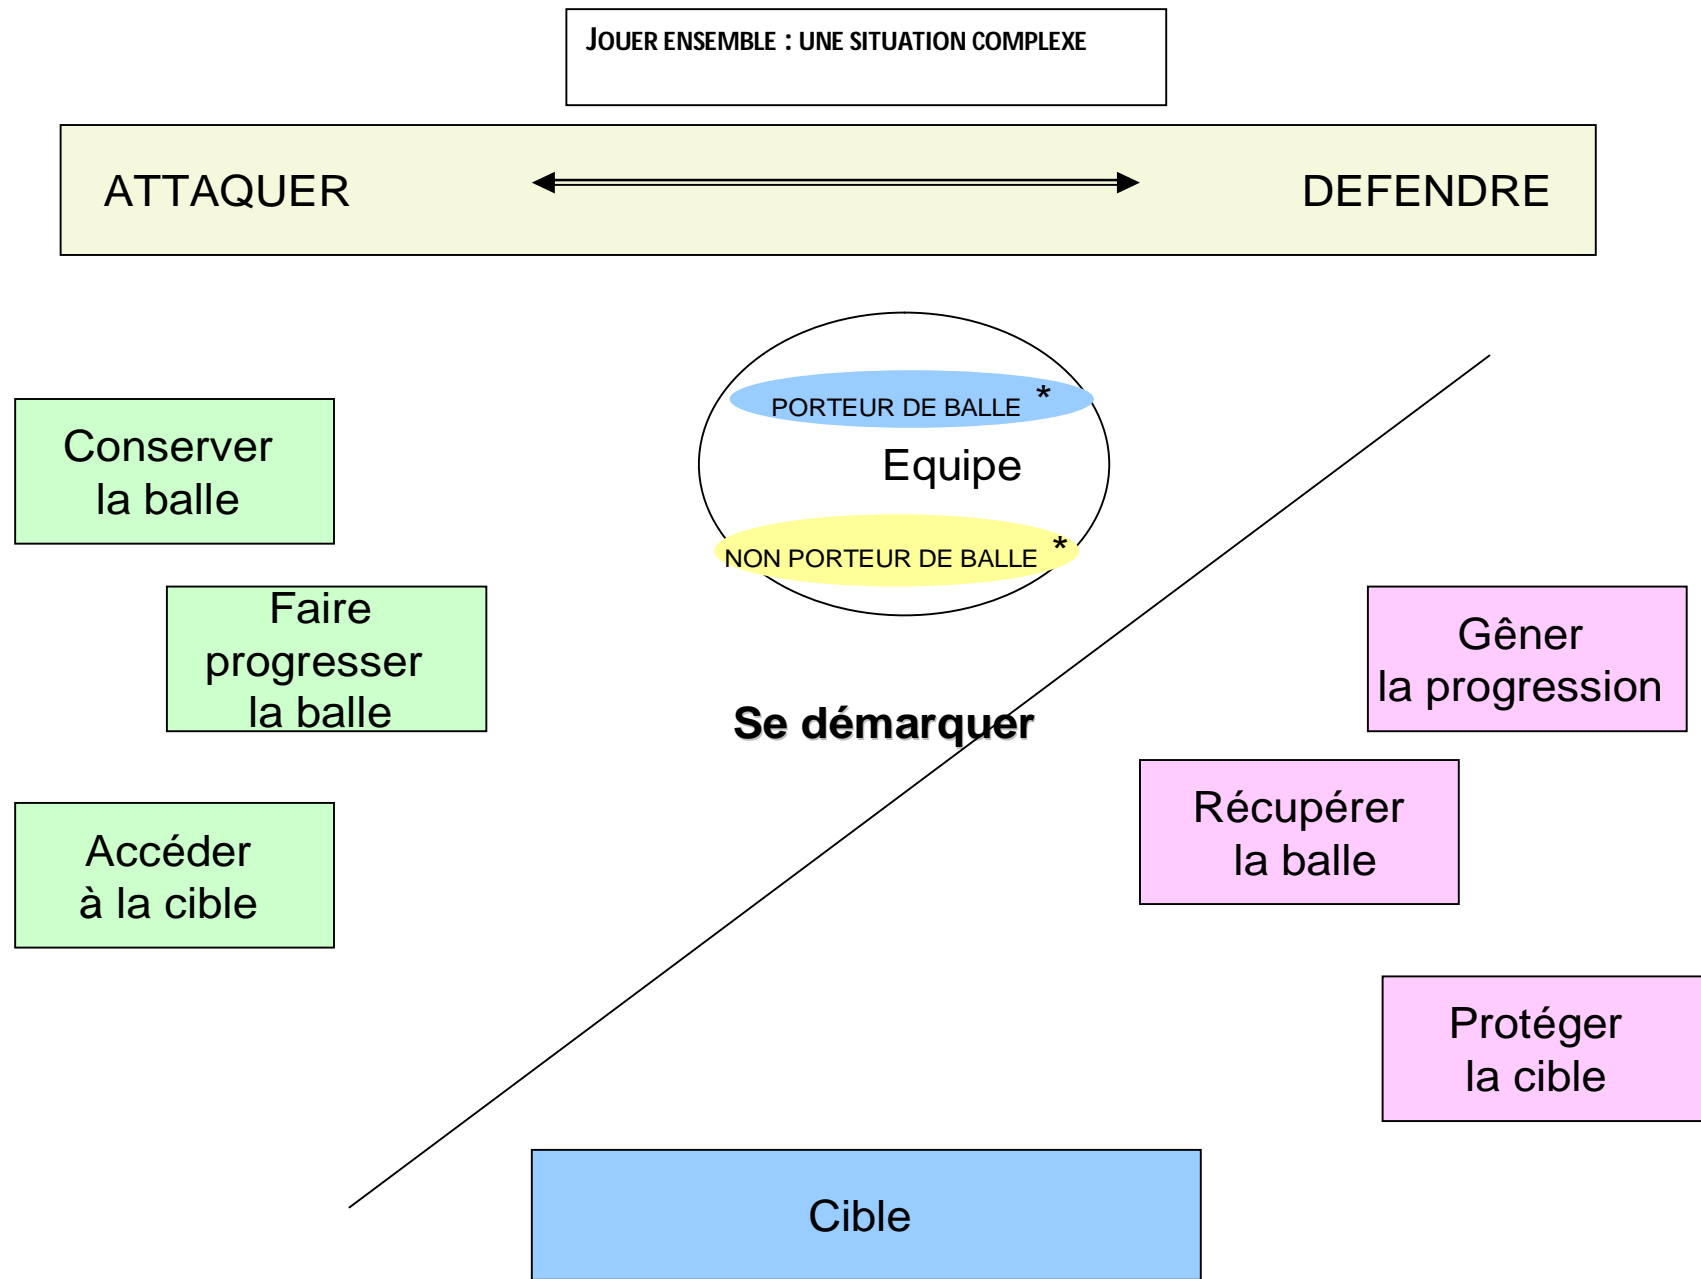 JOUER ENSEMBLE : UNE SITUATION COMPLEXE
ATTAQUER
DEFENDRE
PORTEUR DE BALLE *
Equipe
NON PORTEUR DE BALLE *
Conserver
la balle
Faire
progresser
la balle
Accéder
à la cible
Se démarquer
Gêner
la progression
Récupérer
la balle
Protéger
la cible
Cible